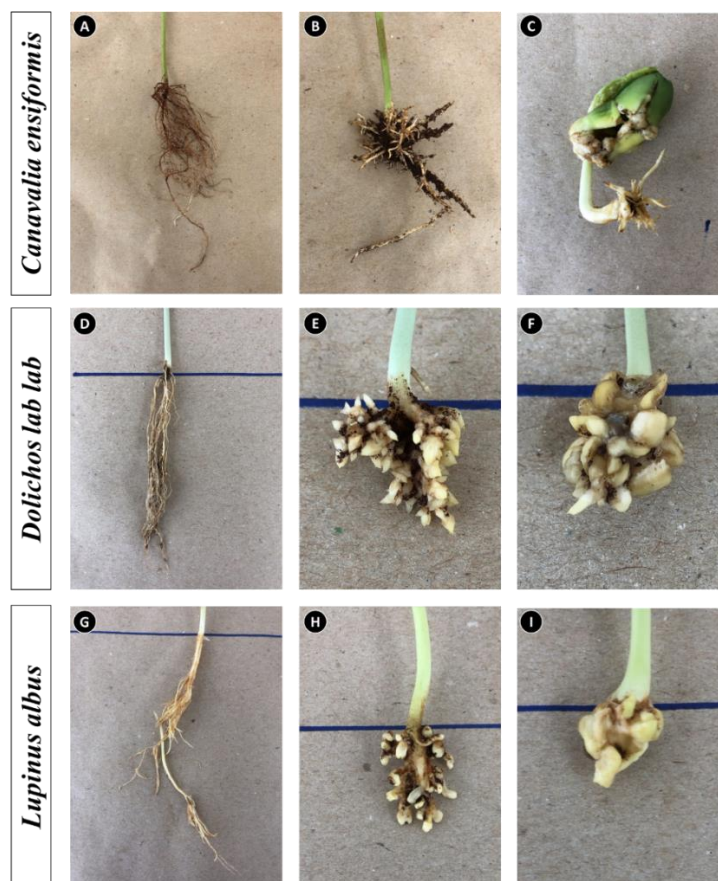 Canavalia ensiformis
A
B
C
Dolichos lab lab
D
E
F
Lupinus albus
G
H
I